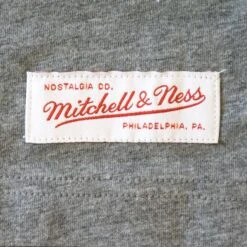 NOSTALGIA CO.
Mitchell & Ness
PHILADELPHIA, PA.